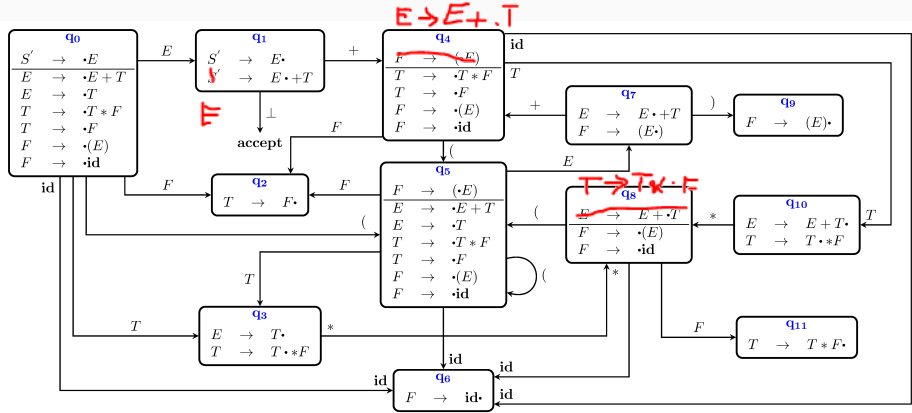 E → E + . T
q0
S′ → •E
E → •E + T
E → •T
T → •T ∗ F
T → •F
F → •(E)
F → •id
E
q1
S′ → E•
S′ → E • +T
E
⊥
accept
+
q4
F → (•E)
T → •T ∗ F
T → •F
F → •(E)
F → •id
id
T
F
(
q7
E → E • +T
F → (E•)
+
)
q9
F → (E)•
q2
T → F•
F
F
q5
F → (•E)
E → •E + T
E → •T
T → •T ∗ F
T → •F
F → •(E)
F → •id
E
(
(
T
T → T * . F
q8
E → E + •T
F → •(E)
F → •id
(
∗
q10
E → E + T•
T → T • ∗F
T
∗
id
q3
E → T•
T → T • ∗F
T
∗
F
q11
T → T ∗ F•
id
q6
F → id•
id
id
id